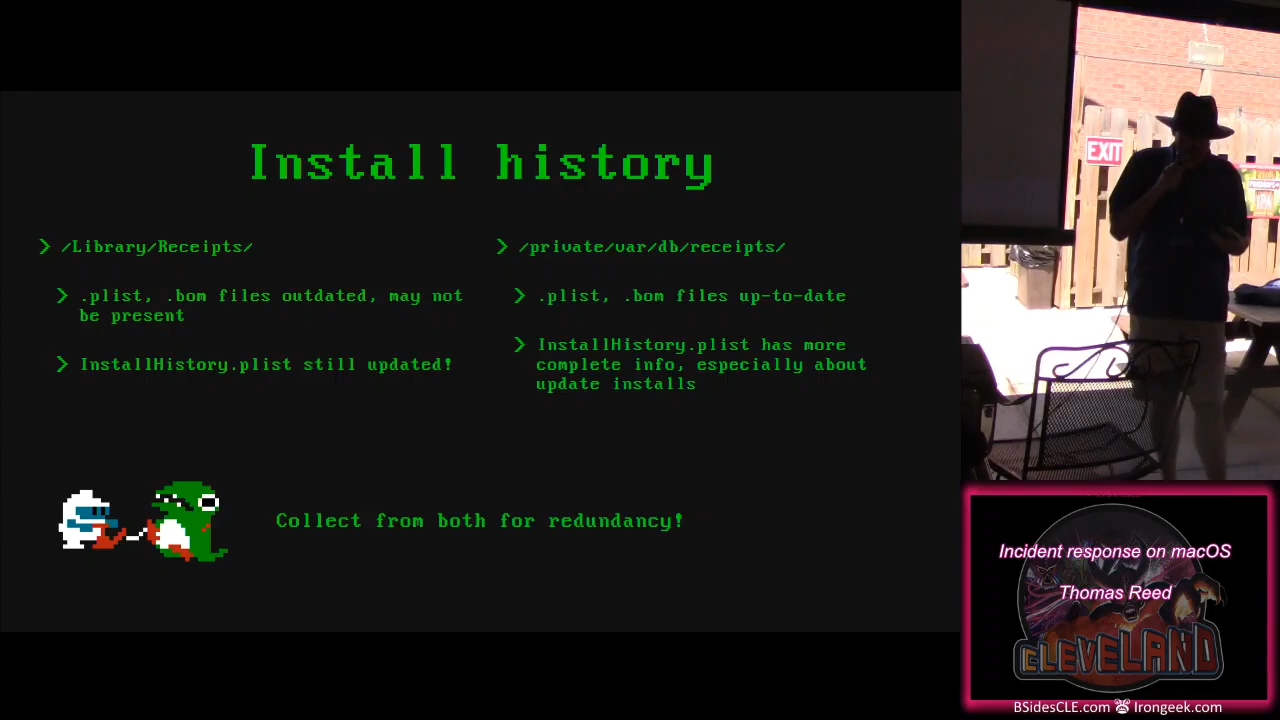 Install history
> /Library/Receipts/
> .plist, .bom files outdated, may not
be present
> InstallHistory.plist still updated!
> /private/var/db/receipts/
> .plist, .bom files up-to-date
> InstallHistory.plist has more
complete info, especially about
update installs
Collect from both for redundancy!
EXIT
IPA
Incident response on macOS
Thomas Reed
CLEVELAND
BSidesCLE.com Irongeek.com